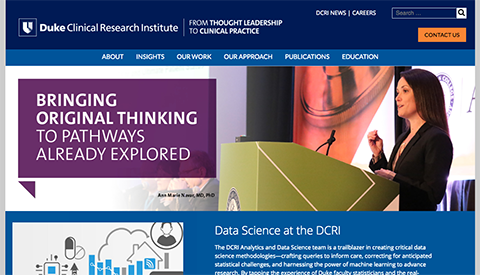 DCRI NEWS | CAREERS
Search ...
Duke Clinical Research Institute
FROM THOUGHT LEADERSHIP
TO CLINICAL PRACTICE
CONTACT US
ABOUT INSIGHTS OUR WORK OUR APPROACH PUBLICATIONS EDUCATION
BRINGING
ORIGINAL THINKING
TO PATHWAYS
ALREADY EXPLORED
Ann Marie Navar, MD, PhD
Data Science at the DCRI
The DCRI Analytics and Data Science team is a trailblazer in creating critical data
science methodologies—crafting queries to inform care, correcting for anticipated
statistical challenges, and harnessing the power of machine learning to advance
research. By tapping the experience of Duke faculty statisticians and the real-